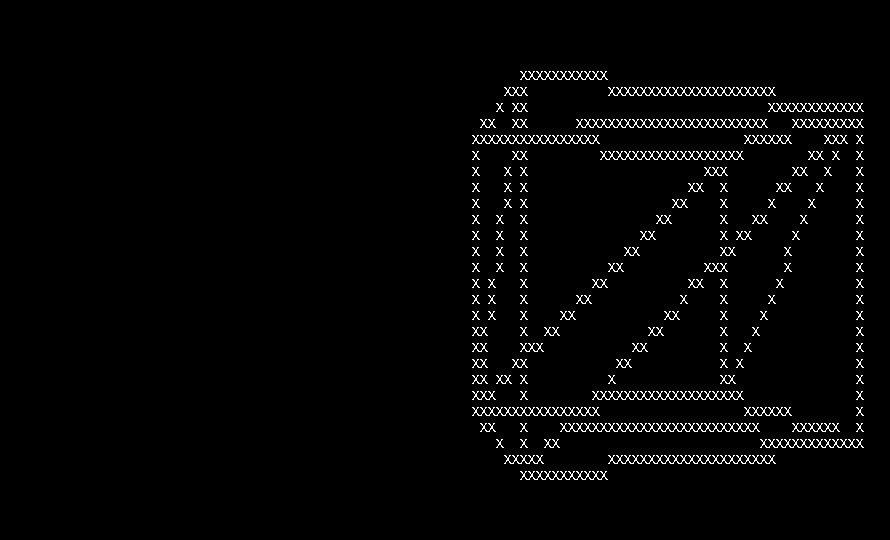 XXXXXXXXXXX
    XXX          XXXXXXXXXXXXXXXXXXXXX
   X XX                              XXXXXXXXXXXX
 XX  XX      XXXXXXXXXXXXXXXXXXXXXXXX   XXXXXXXXX
XXXXXXXXXXXXXXXX                  XXXXXX    XXX X
X    XX         XXXXXXXXXXXXXXXXXX        XX X  X
X   X X                      XXX        XX  X   X
X   X X                    XX  X      XX   X    X
X   X X                  XX    X     X    X     X
X  X  X                XX      X   XX    X      X
X  X  X              XX        X XX     X       X
X  X  X            XX          XX      X        X
X  X  X          XX          XXX       X        X
X X   X        XX          XX  X      X         X
X X   X      XX           X    X     X          X
X X   X    XX           XX     X    X           X
XX    X  XX           XX       X   X            X
XX    XXX           XX         X  X             X
XX   XX           XX           X X              X
XX XX X          X             XX               X
XXX   X        XXXXXXXXXXXXXXXXXXX              X
XXXXXXXXXXXXXXXX                  XXXXXX        X
 XX   X    XXXXXXXXXXXXXXXXXXXXXXXXX    XXXXXX  X
   X  X  XX                         XXXXXXXXXXXXX
    XXXXX        XXXXXXXXXXXXXXXXXXXXX
      XXXXXXXXXXX